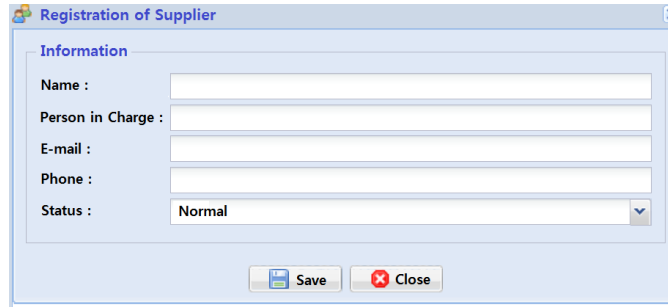 Registration of Supplier
Information
Name :
Person in Charge :
E-mail :
Phone :
Status : Normal
Save Close